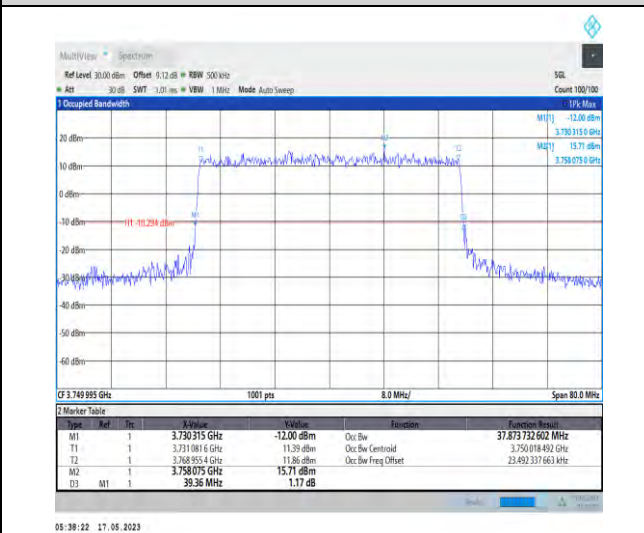 MultiView Spectrum
Ref Level 30.00 dBm Offset 9.12 dB RBW 500 kHz SGL
Att 30 dB SWT 1.01 ms VBW 1 MHz Mode Auto Sweep Count 100/100
1 Occupied Bandwidth 1Pk Max
M1[1] -12.00 dBm
3.730 315 0 GHz
M2[1] 15.71 dBm
3.758 075 0 GHz
20 dBm
T1 M2 T2
10 dBm
0 dBm
M1
-10 dBm H1 -10.294 dBm
-20 dBm
-30 dBm
-40 dBm
-50 dBm
-60 dBm
CF 3.749 995 GHz 1001 pts 8.0 MHz/ Span 80.0 MHz
2 Marker Table
Type Ref Trc X-Value Y-Value Function Function Result
M1 1 3.730 315 GHz -12.00 dBm Occ Bw 37.873 732 602 MHz
T1 1 3.731 081 6 GHz 11.39 dBm Occ Bw Centroid 3.750 018 492 GHz
T2 1 3.768 955 4 GHz 11.86 dBm Occ Bw Freq Offset 23.492 337 663 kHz
M2 1 3.758 075 GHz 15.71 dBm
D3 M1 1 39.36 MHz 1.17 dB
05:38:22 17.05.2023